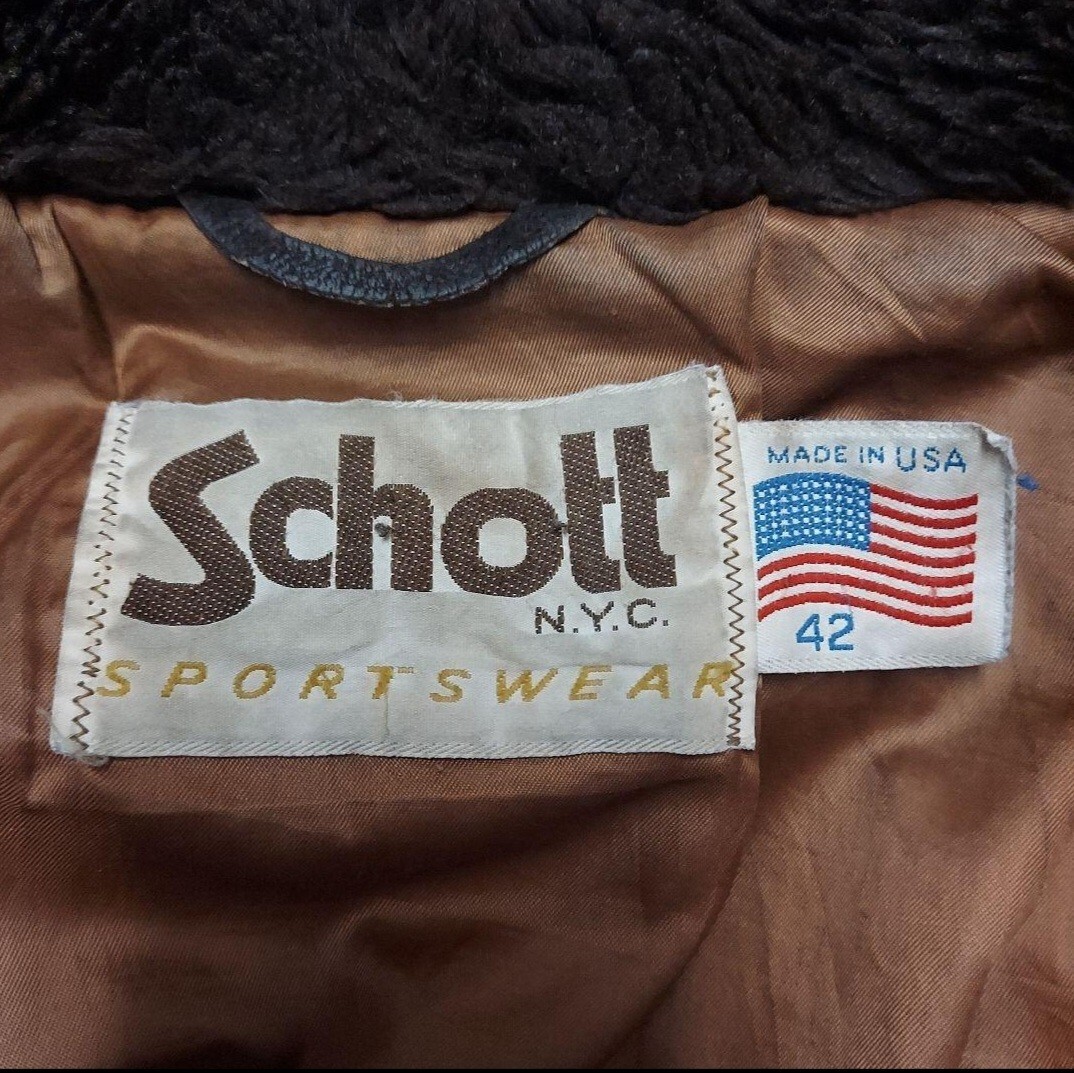 Schott
N.Y.C.
SPORTSWEAR
MADE IN USA
42